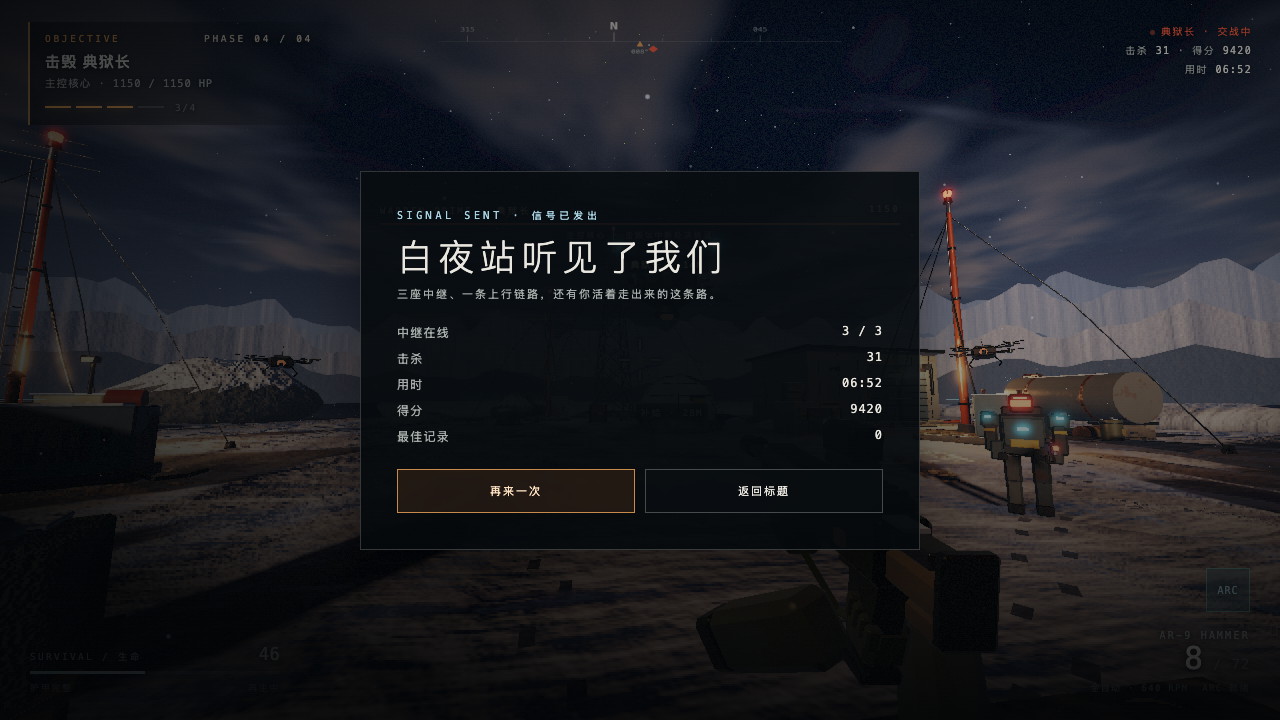 OBJECTIVE PHASE 04 / 04
击毁 典狱长
主控核心 · 1150 / 1150 HP
3/4
315 N 045
000°
典狱长 · 交战中
击杀 31 · 得分 9420
用时 06:52
SIGNAL SENT · 信号已发出
白夜站听见了我们
三座中继、一条上行链路，还有你活着走出来的这条路。
中继在线 3 / 3
击杀 31
用时 06:52
得分 9420
最佳记录 0
再来一次 返回标题
ARC
SURVIVAL / 生命 46
AR-9 HAMMER
8 / 72